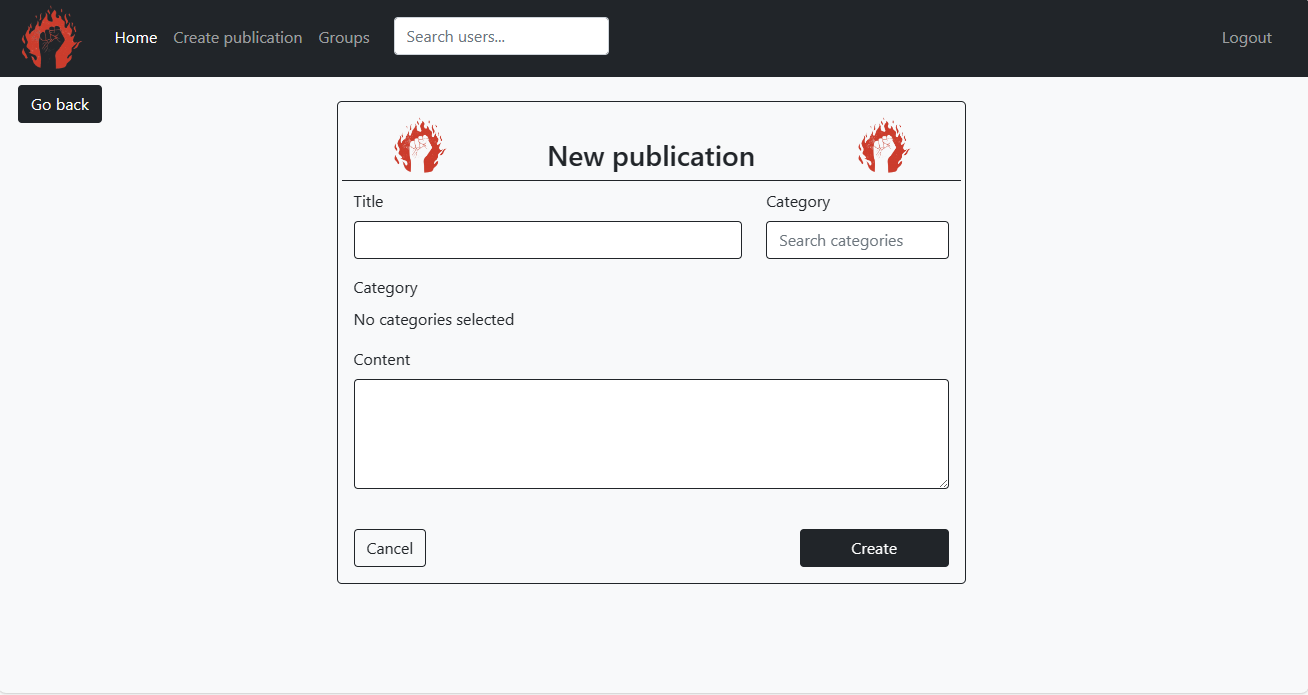 Home Create publication Groups Search users... Logout
Go back
New publication
Title Category
Search categories
Category
No categories selected
Content
Cancel Create